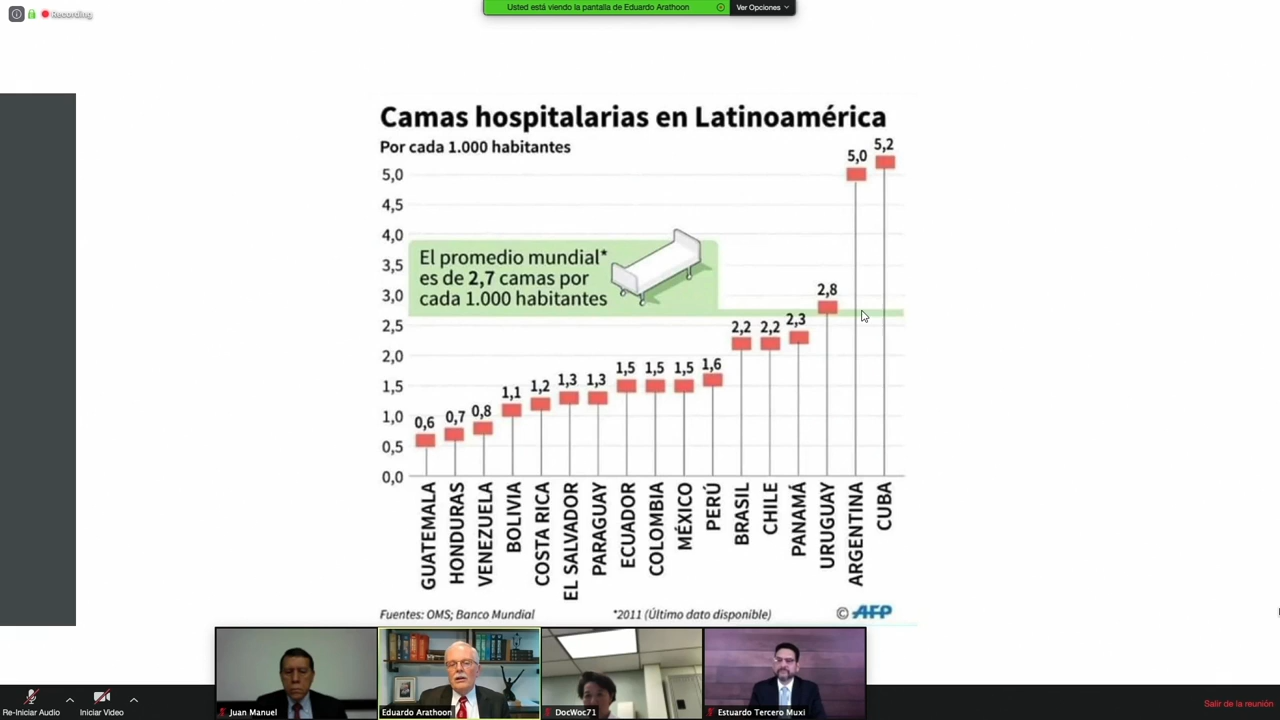 Recording
Usted está viendo la pantalla de Eduardo Arathoon
Ver Opciones
Camas hospitalarias en Latinoamérica
Por cada 1.000 habitantes
5,0
4,5
4,0
3,5
3,0
2,5
2,0
1,5
1,0
0,5
0,0
El promedio mundial*
es de 2,7 camas por
cada 1.000 habitantes
0,6
0,7
0,8
1,1
1,2
1,3
1,3
1,5
1,5
1,5
1,6
2,2
2,2
2,3
2,8
5,0
5,2
GUATEMALA
HONDURAS
VENEZUELA
BOLIVIA
COSTA RICA
EL SALVADOR
PARAGUAY
ECUADOR
COLOMBIA
MÉXICO
PERÚ
BRASIL
CHILE
PANAMÁ
URUGUAY
ARGENTINA
CUBA
Fuentes: OMS; Banco Mundial
*2011 (Último dato disponible)
© AFP
Juan Manuel
Eduardo Arathoon
DocWoc71
Estuardo Tercero Muxi
Re-Iniciar Audio
Iniciar Video
Salir de la reunión